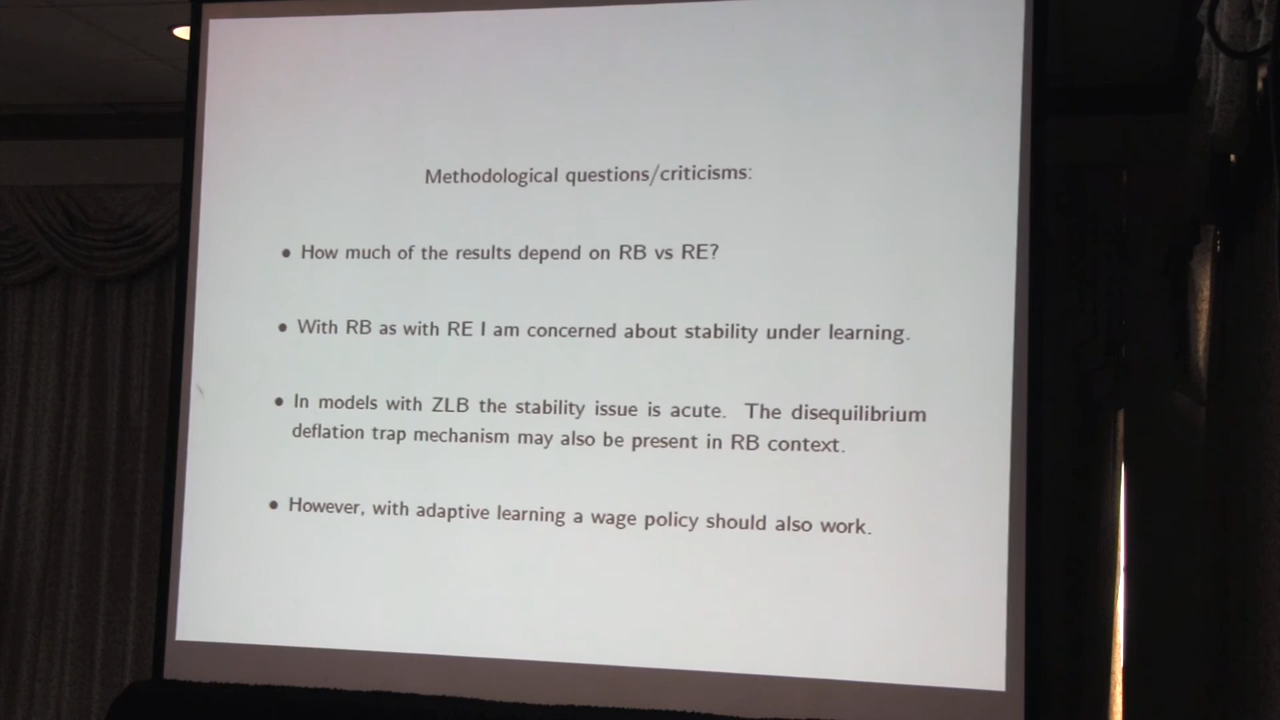 Methodological questions/criticisms:
• How much of the results depend on RB vs RE?
• With RB as with RE I am concerned about stability under learning.
• In models with ZLB the stability issue is acute. The disequilibrium
deflation trap mechanism may also be present in RB context.
• However, with adaptive learning a wage policy should also work.